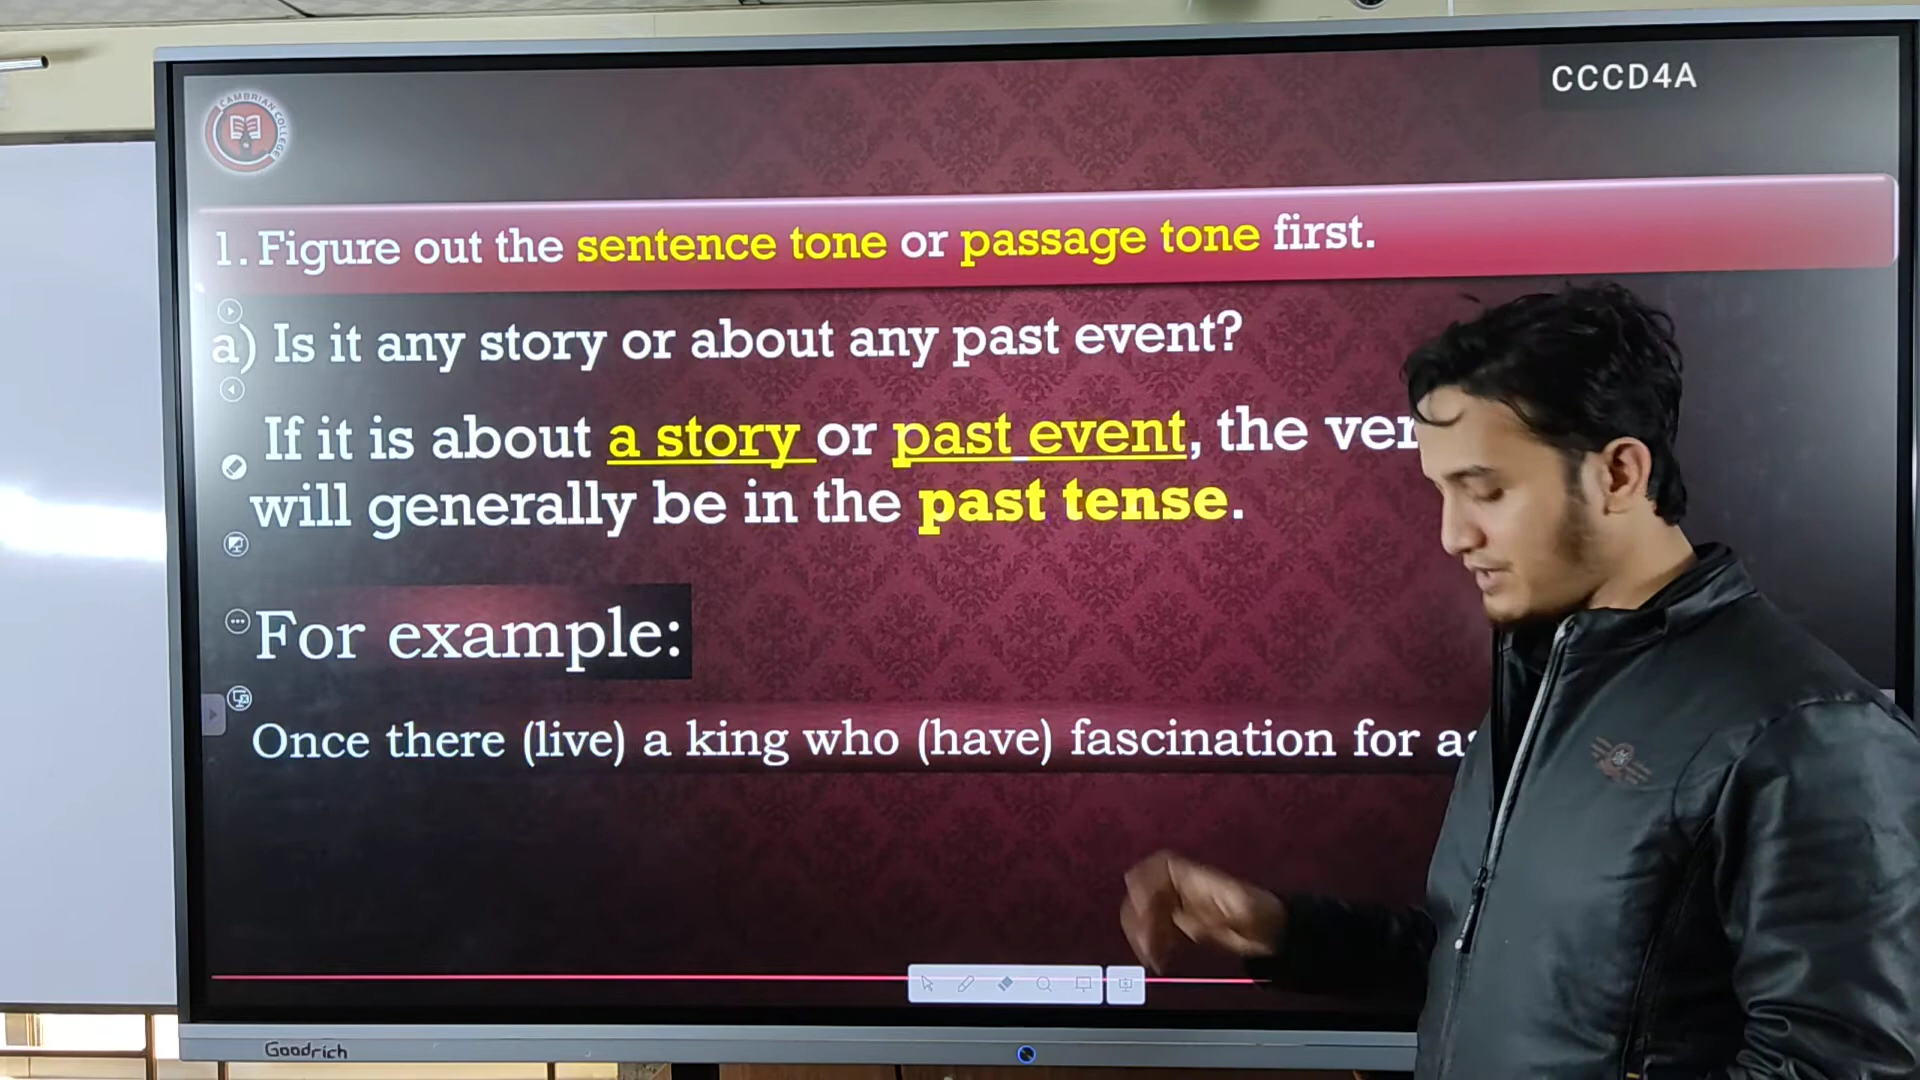 CCCD4A
CAMBRIAN COLLEGE
1. Figure out the sentence tone or passage tone first.
a) Is it any story or about any past event?
If it is about a story or past event, the
will generally be in the past tense.
For example:
Once there (live) a king who (have) fascination for
Goodrich